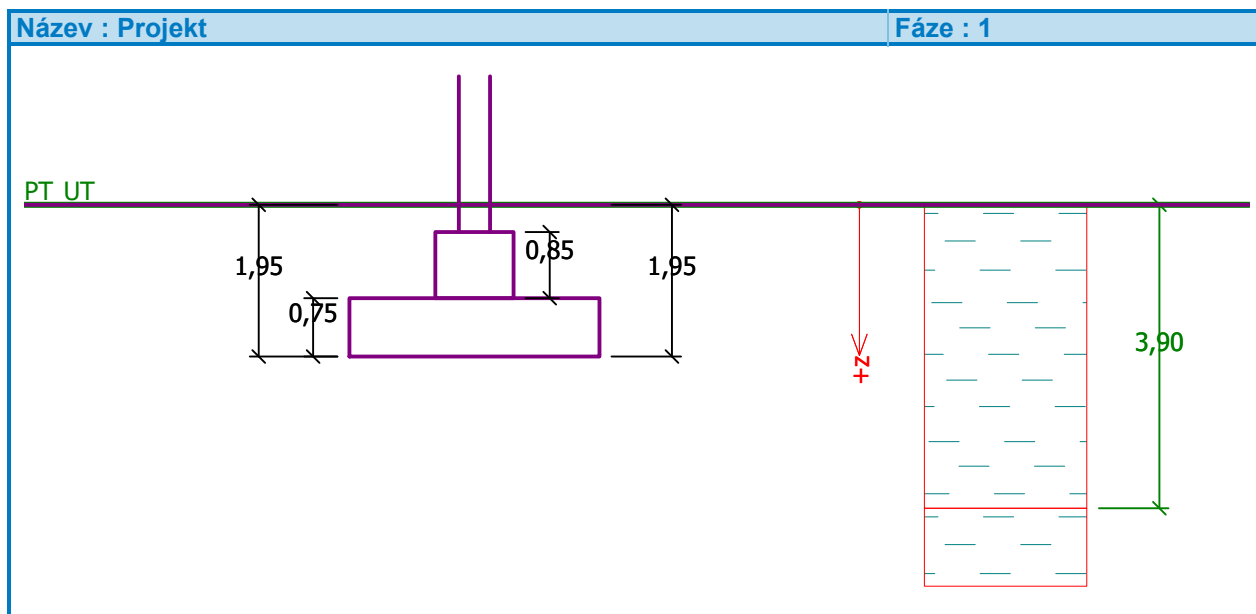 Název : Projekt
Fáze : 1
PT UT
0,85
1,95
1,95
0,75
3,90
+z